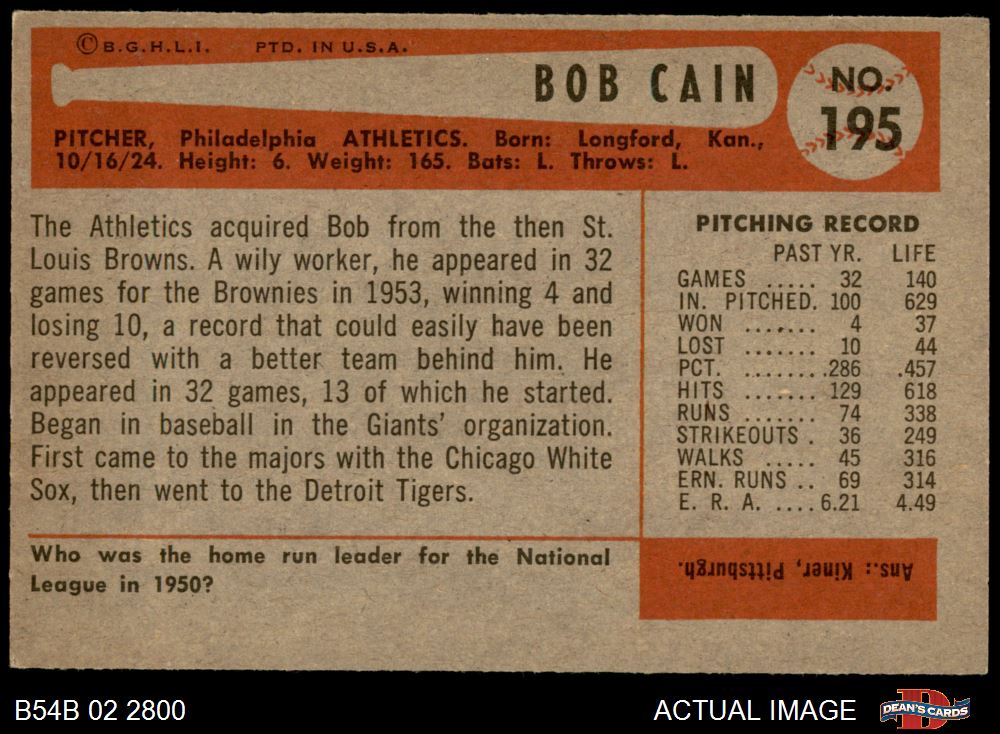 © B.G.H.L.I. PTD. IN U.S.A.
BOB CAIN
NO.
195
PITCHER, Philadelphia ATHLETICS. Born: Longford, Kan.,
10/16/24. Height: 6. Weight: 165. Bats: L. Throws: L.
The Athletics acquired Bob from the then St.
Louis Browns. A wily worker, he appeared in 32
games for the Brownies in 1953, winning 4 and
losing 10, a record that could easily have been
reversed with a better team behind him. He
appeared in 32 games, 13 of which he started.
Began in baseball in the Giants' organization.
First came to the majors with the Chicago White
Sox, then went to the Detroit Tigers.
PITCHING RECORD
PAST YR. LIFE
GAMES ..... 32 140
IN. PITCHED. 100 629
WON ....... 4 37
LOST ....... 10 44
PCT. ........ .286 .457
HITS ....... 129 618
RUNS ....... 74 338
STRIKEOUTS . 36 249
WALKS ..... 45 316
ERN. RUNS .. 69 314
E. R. A. .... 6.21 4.49
Who was the home run leader for the National
League in 1950?
Ans.: Kiner, Pittsburgh.
B54B 02 2800
ACTUAL IMAGE
DEAN'S CARDS